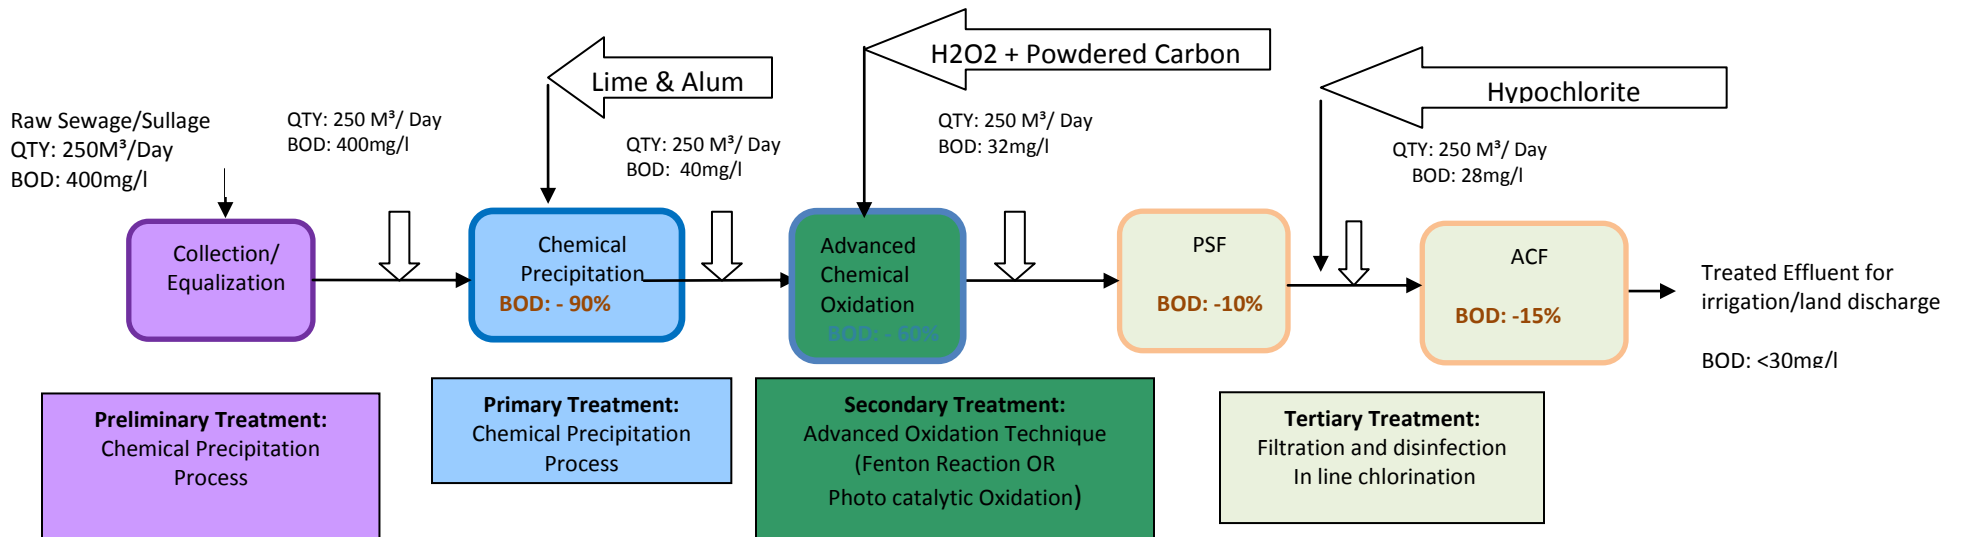 H2O2 + Powdered Carbon
Lime & Alum
Hypochlorite
Raw Sewage/Sullage
QTY: 250M³/Day
BOD: 400mg/l
QTY: 250 M³/ Day
BOD: 400mg/l
QTY: 250 M³/ Day
BOD: 40mg/l
QTY: 250 M³/ Day
BOD: 32mg/l
QTY: 250 M³/ Day
BOD: 28mg/l
Collection/
Equalization
Chemical
Precipitation
BOD: - 90%
Advanced
Chemical
Oxidation
BOD: - 60%
PSF
BOD: -10%
ACF
BOD: -15%
Treated Effluent for
irrigation/land discharge
BOD: <30mg/l
Preliminary Treatment:
Chemical Precipitation
Process
Primary Treatment:
Chemical Precipitation
Process
Secondary Treatment:
Advanced Oxidation Technique
(Fenton Reaction OR
Photo catalytic Oxidation)
Tertiary Treatment:
Filtration and disinfection
In line chlorination